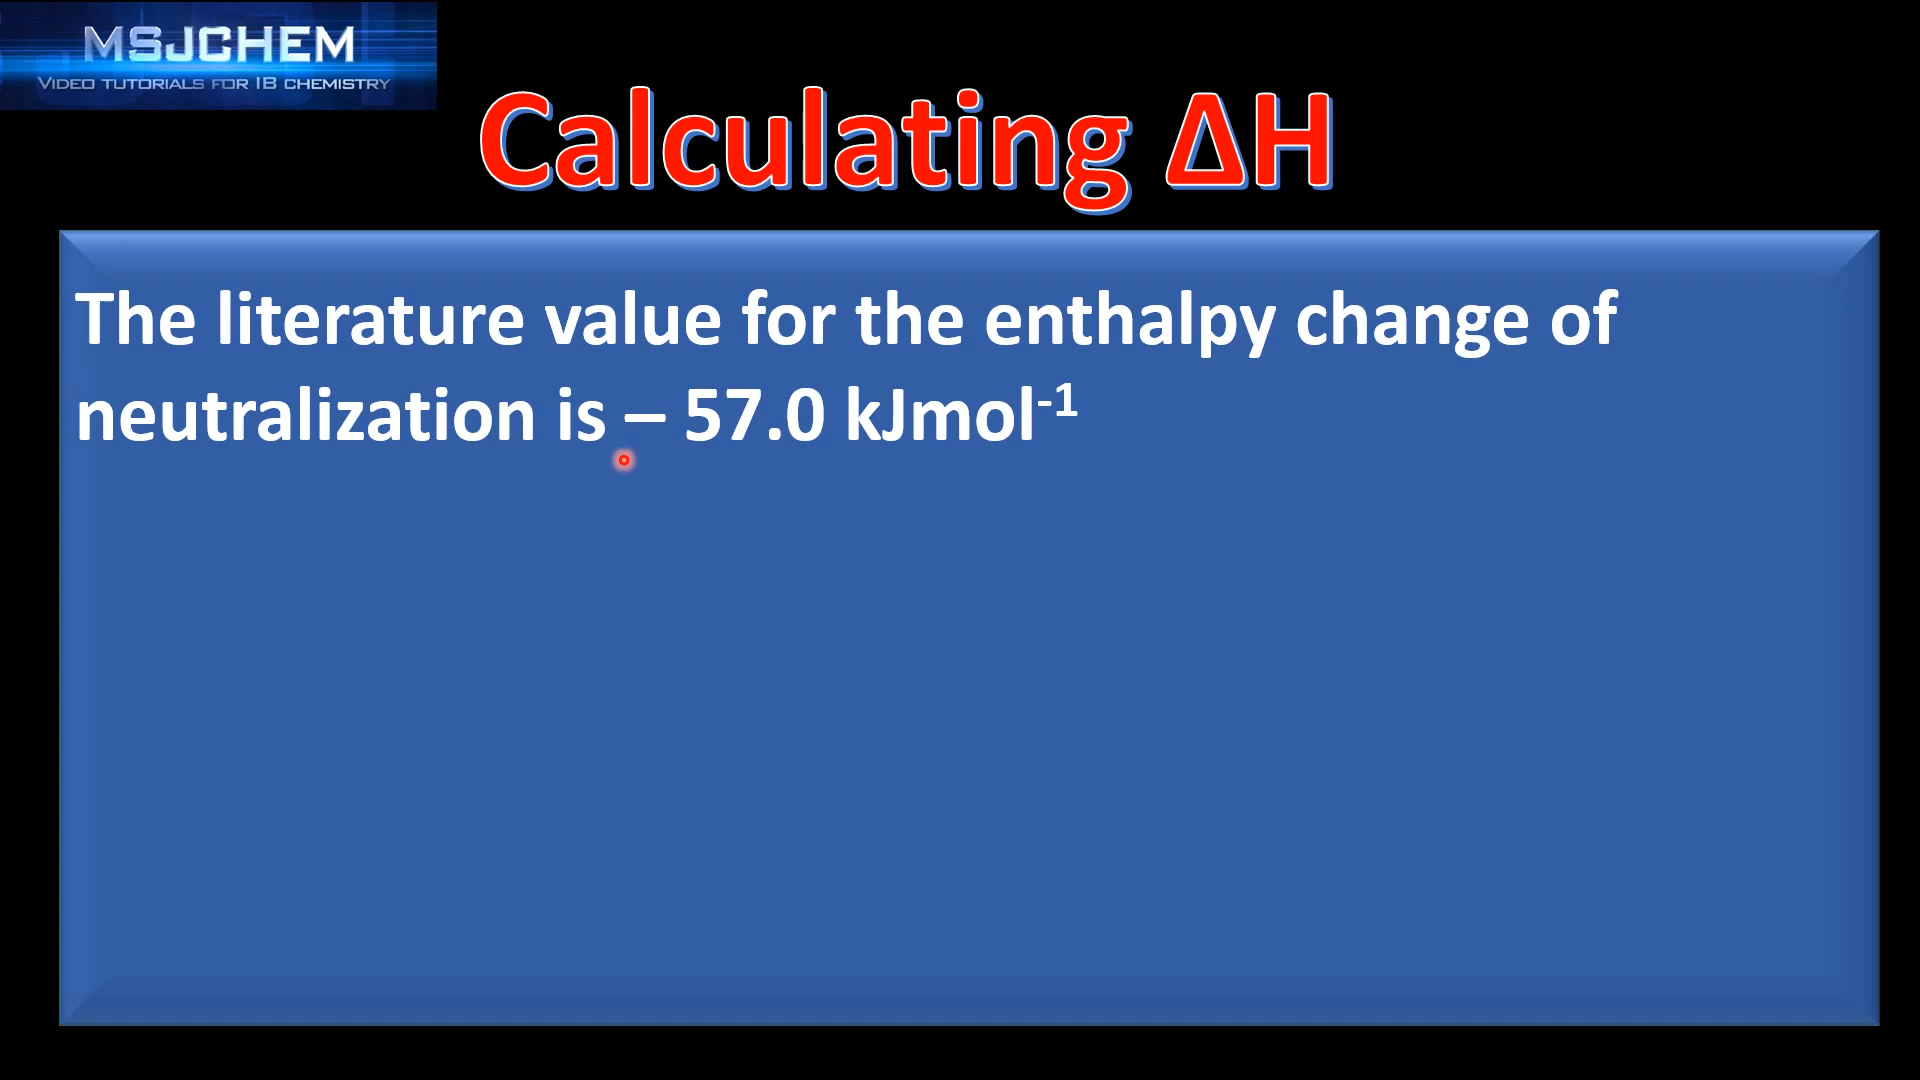 MSJCHEM
VIDEO TUTORIALS FOR IB CHEMISTRY
Calculating ΔH
The literature value for the enthalpy change of
neutralization is – 57.0 kJmol⁻¹